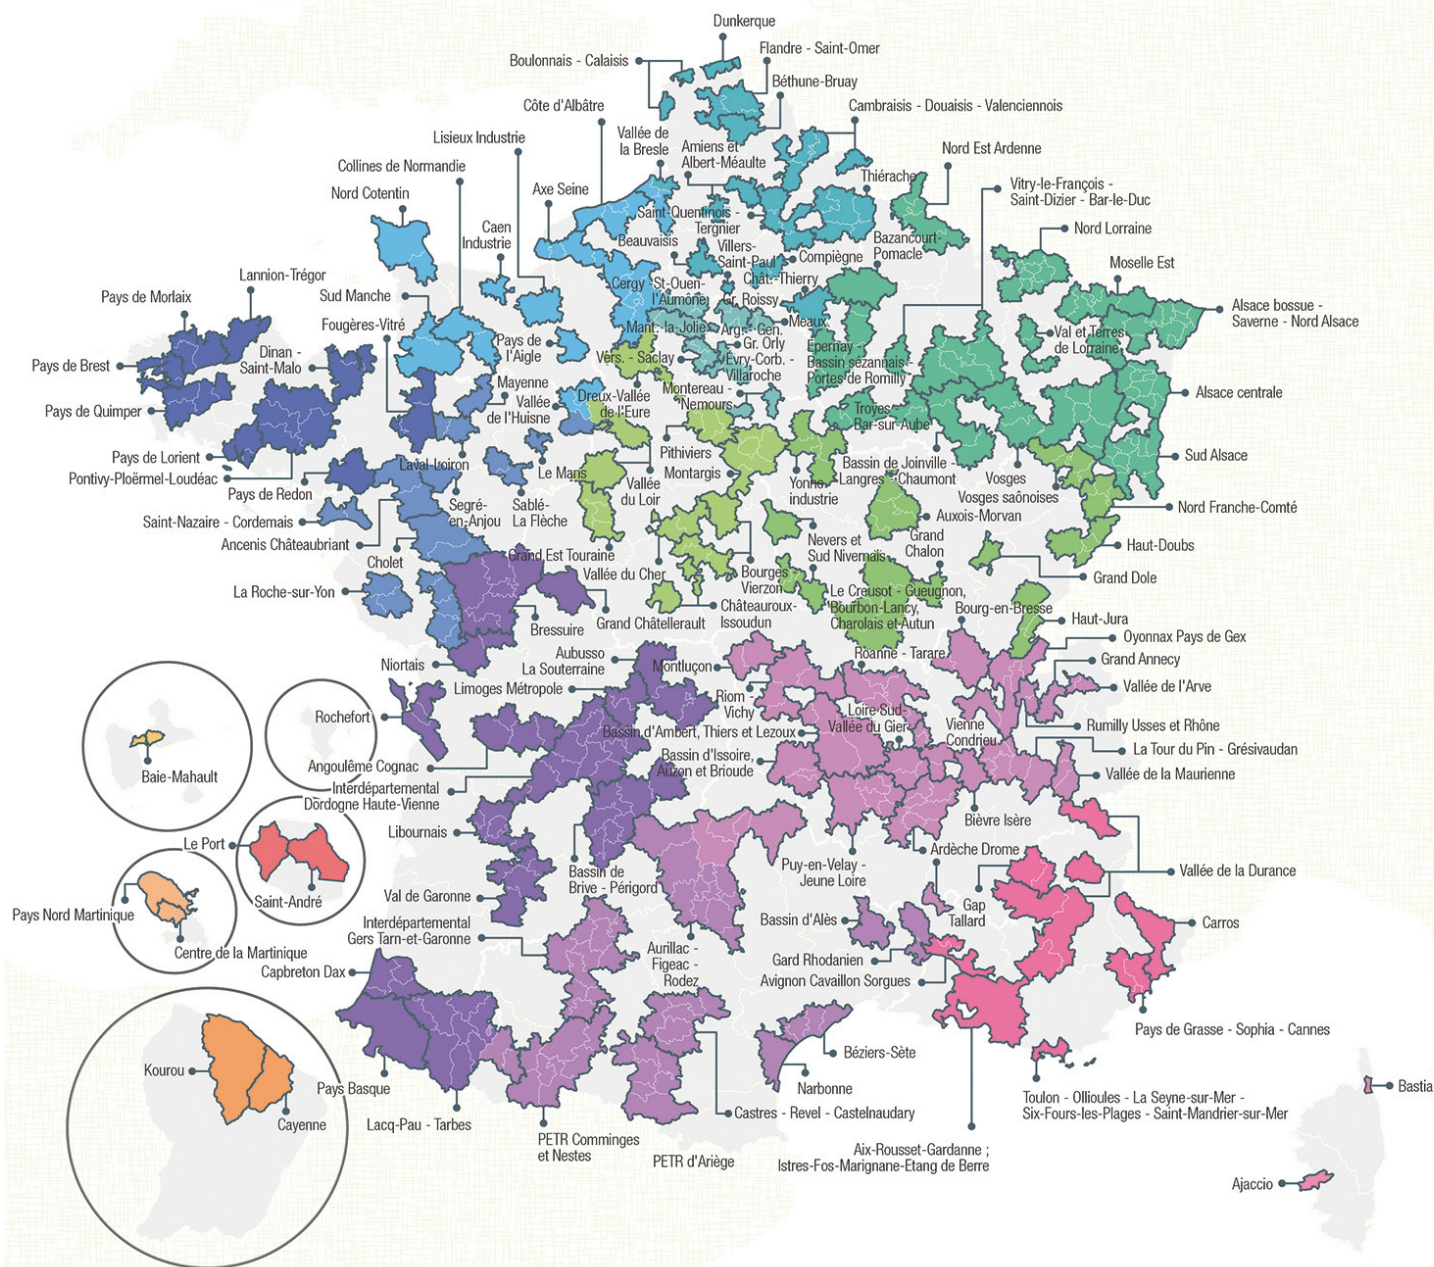 Dunkerque
Boulonnais - Calaisis
Flandre - Saint-Omer
Béthune-Bruay
Côte d'Albâtre
Cambraisis - Douaisis - Valenciennois
Vallée de
la Bresle
Lisieux Industrie
Amiens et
Albert-Méaulte
Nord Est Ardenne
Collines de Normandie
Thiérache
Vitry-le-François -
Saint-Dizier - Bar-le-Duc
Nord Cotentin
Axe Seine
Saint-Quentinois -
Tergnier
Caen
Industrie
Beauvaisis
Villers-
Saint-Paul
Compiègne
Bazancourt-
Pomacle
Nord Lorraine
Moselle Est
Lannion-Trégor
Chât.-Thierry
Cergy -St-Ouen-
l'Aumône
Gr. Roissy
Pays de Morlaix
Sud Manche
Alsace bossue -
Saverne - Nord Alsace
Fougères-Vitré
Mant.-la-Jolie
Arg.- Gen.
Meaux
Val et Terres
de Lorraine
Pays de
l'Aigle
Gr. Orly
Epernay -
Bassin sézannais -
Portes de Romilly
Dinan -
Saint-Malo
Vers. - Saclay
Evry-Corb. -
Villaroche
Pays de Brest
Mayenne
Vallée
de l'Huisne
Dreux-Vallée
de l'Eure
Montereau -
Nemours
Alsace centrale
Pays de Quimper
Troyes -
Bar-sur-Aube
Pays de Lorient
Pithiviers
Sud Alsace
Pontivy-Ploërmel-Loudéac
Laval-Loiron
Le Mans
Vallée
du Loir
Montargis
Yonne
industrie
Bassin de Joinville -
Langres - Chaumont
Vosges
Vosges saônoises
Pays de Redon
Nord Franche-Comté
Saint-Nazaire - Cordemais
Segré-
en-Anjou
Sablé-
La Flèche
Auxois-Morvan
Ancenis Châteaubriant
Nevers et
Sud Nivernais
Grand
Chalon
Haut-Doubs
Cholet
Grand Est Touraine
Vallée du Cher
Bourges
Vierzon
Grand Dole
La Roche-sur-Yon
Le Creusot - Gueugnon,
Bourbon-Lancy,
Charolais et Autun
Bourg-en-Bresse
Châteauroux-
Issoudun
Grand Châtellerault
Haut-Jura
Bressuire
Oyonnax Pays de Gex
Niortais
Aubusso
La Souterraine
Montluçon
Roanne - Tarare
Grand Annecy
Limoges Métropole
Riom -
Vichy
Vallée de l'Arve
Rochefort
Loire Sud-
Vallée du Gier
Vienne
Condrieu
Rumilly Usses et Rhône
Bassin d'Ambert, Thiers et Lezoux
La Tour du Pin - Grésivaudan
Angoulême Cognac
Bassin d'Issoire,
Auzon et Brioude
Vallée de la Maurienne
Baie-Mahault
Interdépartemental
Dordogne Haute-Vienne
Bièvre Isère
Libournais
Le Port
Ardèche Drome
Puy-en-Velay -
Jeune Loire
Vallée de la Durance
Bassin de
Brive - Périgord
Val de Garonne
Saint-André
Gap
Tallard
Pays Nord Martinique
Interdépartemental
Gers Tarn-et-Garonne
Bassin d'Alès
Carros
Centre de la Martinique
Aurillac -
Figeac -
Rodez
Gard Rhodanien
Capbreton Dax
Avignon Cavaillon Sorgues
Pays de Grasse - Sophia - Cannes
Béziers-Sète
Kourou
Pays Basque
Narbonne
Bastia
Toulon - Ollioules - La Seyne-sur-Mer -
Six-Fours-les-Plages - Saint-Mandrier-sur-Mer
Cayenne
Lacq-Pau - Tarbes
Castres - Revel - Castelnaudary
PETR Comminges
et Nestes
PETR d'Ariège
Aix-Rousset-Gardanne ;
Istres-Fos-Marignane-Etang de Berre
Ajaccio